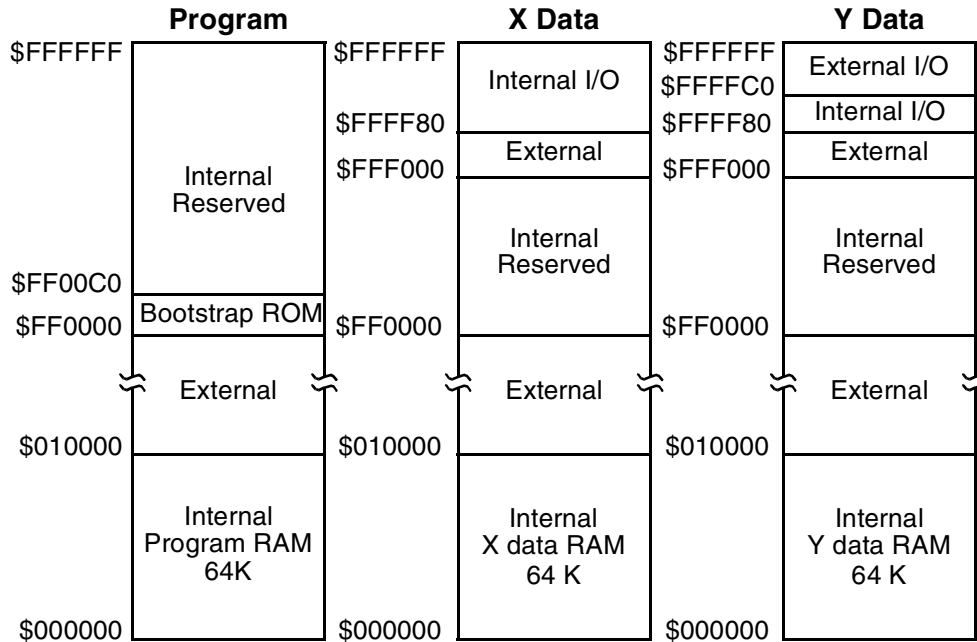 Program
$FFFFFF
Internal
Reserved
$FF00C0
Bootstrap ROM
$FF0000
External
$010000
Internal
Program RAM
64K
$000000
X Data
$FFFFFF
Internal I/O
$FFFF80
External
$FFF000
Internal
Reserved
$FF0000
External
$010000
Internal
X data RAM
64 K
$000000
Y Data
$FFFFFF
External I/O
$FFFFC0
Internal I/O
$FFFF80
External
$FFF000
Internal
Reserved
$FF0000
External
$010000
Internal
Y data RAM
64 K
$000000